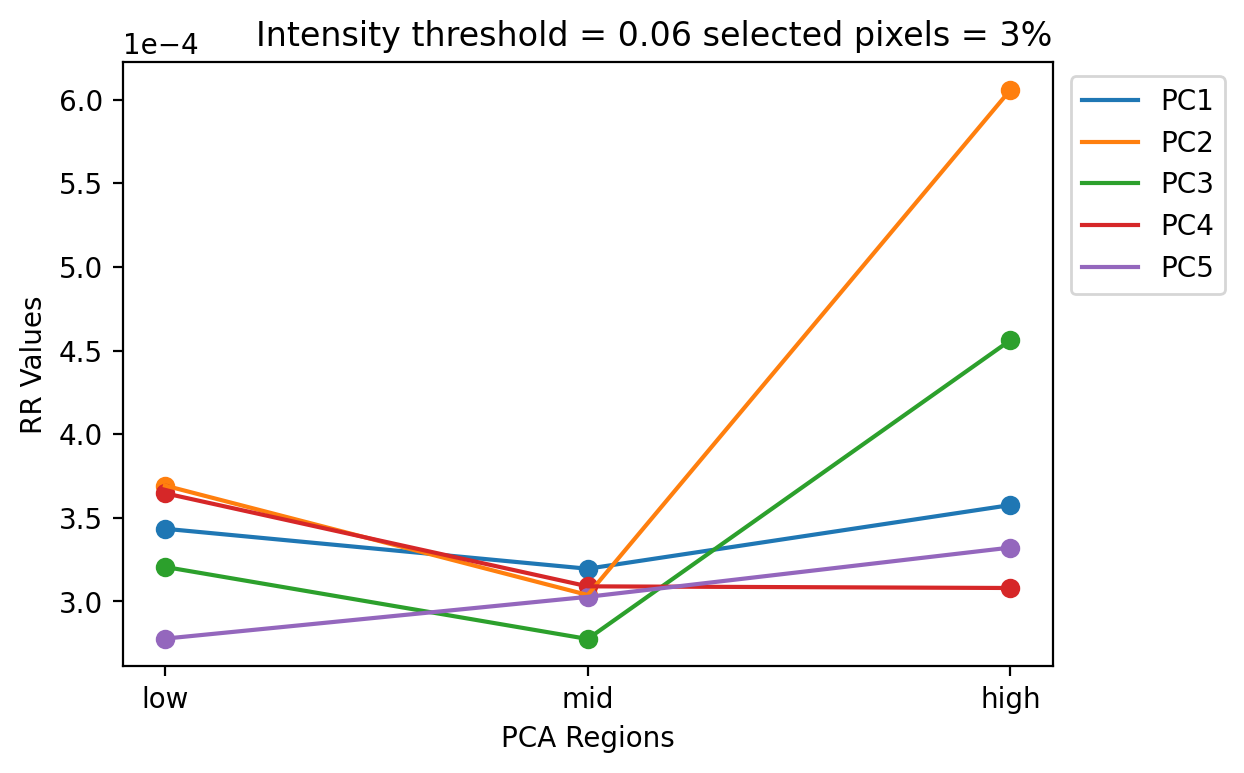 Intensity threshold = 0.06 selected pixels = 3%
1e−4
6.0
5.5
5.0
4.5
4.0
3.5
3.0
RR Values
low
mid
high
PCA Regions
PC1
PC2
PC3
PC4
PC5